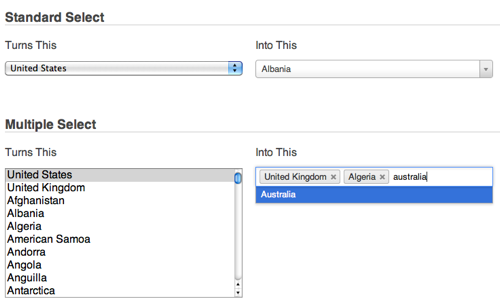 Standard Select
Turns This
Into This
United States
Albania
Multiple Select
Turns This
Into This
United States
United Kingdom
Afghanistan
Albania
Algeria
American Samoa
Andorra
Angola
Anguilla
Antarctica
United Kingdom × Algeria × australia
Australia